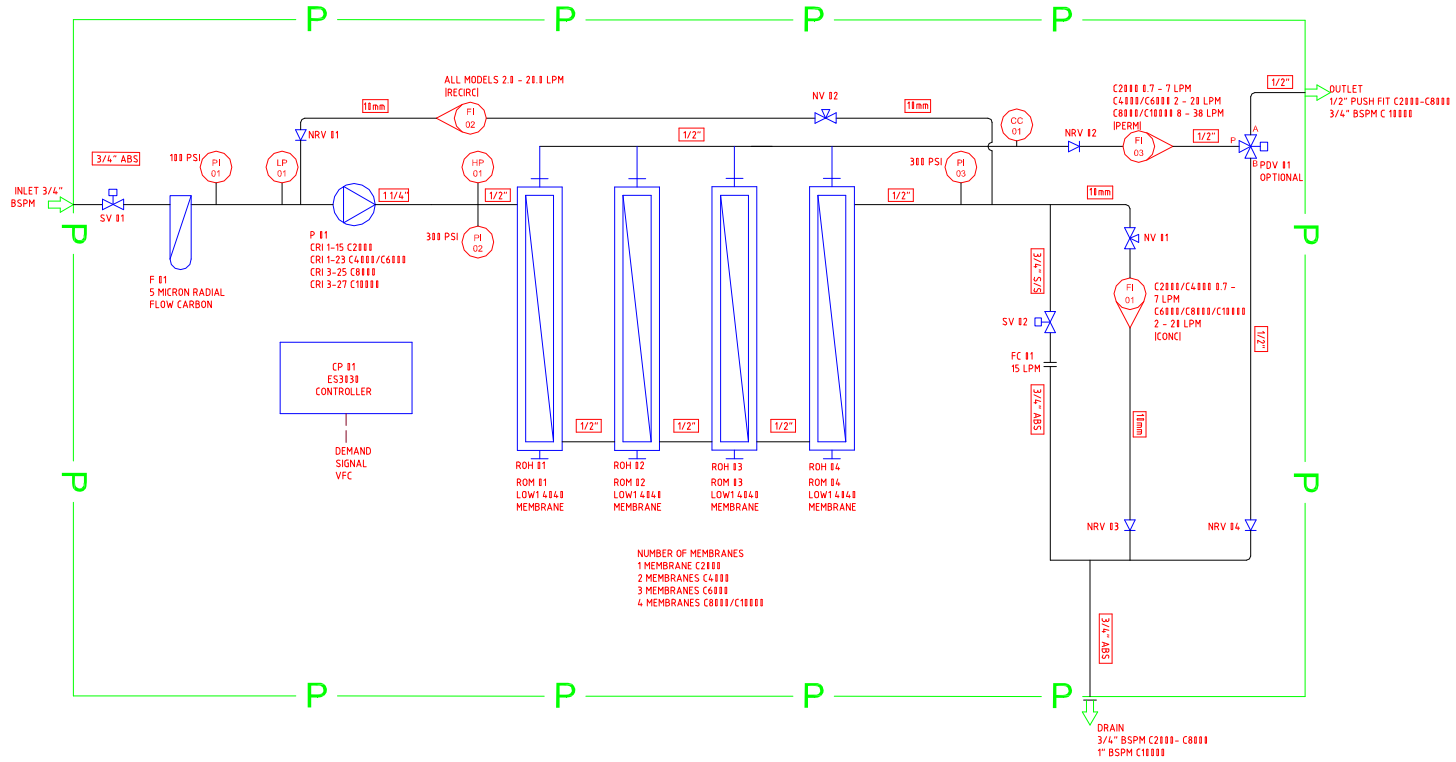 P
P
P
P
ALL MODELS 2.0 - 20.0 LPM
(RECIRC)
10mm
FI
02
NRV 01
NV 02
10mm
1/2"
CC
01
NRV 02
C2000 0.7 - 7 LPM
C4000/C6000 2 - 20 LPM
C8000/C10000 8 - 38 LPM
(PERM)
FI
03
1/2"
1/2"
OUTLET
1/2" PUSH FIT C2000-C8000
3/4" BSPM C 10000
A
P
B
PDV 01
OPTIONAL
INLET 3/4"
BSPM
3/4" ABS
SV 01
100 PSI
PI
01
LP
01
F 01
5 MICRON RADIAL
FLOW CARBON
P 01
CRI 1-15 C2000
CRI 1-23 C4000/C6000
CRI 3-25 C8000
CRI 3-27 C10000
1 1/4'
HP
01
1/2"
300 PSI
PI
02
300 PSI
PI
03
1/2"
10mm
NV 01
3/4" S/S
FI
01
C2000/C4000 0.7 -
7 LPM
C6000/C8000/C10000
2 - 20 LPM
(CONC)
SV 02
FC 01
15 LPM
3/4" ABS
10mm
1/2"
P
P
CP 01
ES3030
CONTROLLER
DEMAND
SIGNAL
VFC
1/2"
1/2"
1/2"
ROH 01
ROM 01
LOW1 4040
MEMBRANE
ROH 02
ROM 02
LOW1 4040
MEMBRANE
ROH 03
ROM 03
LOW1 4040
MEMBRANE
ROH 04
ROM 04
LOW1 4040
MEMBRANE
P
P
NRV 03
NRV 04
NUMBER OF MEMBRANES
1 MEMBRANE C2000
2 MEMBRANES C4000
3 MEMBRANES C6000
4 MEMBRANES C8000/C10000
3/4" ABS
P
P
P
P
DRAIN
3/4" BSPM C2000- C8000
1" BSPM C10000